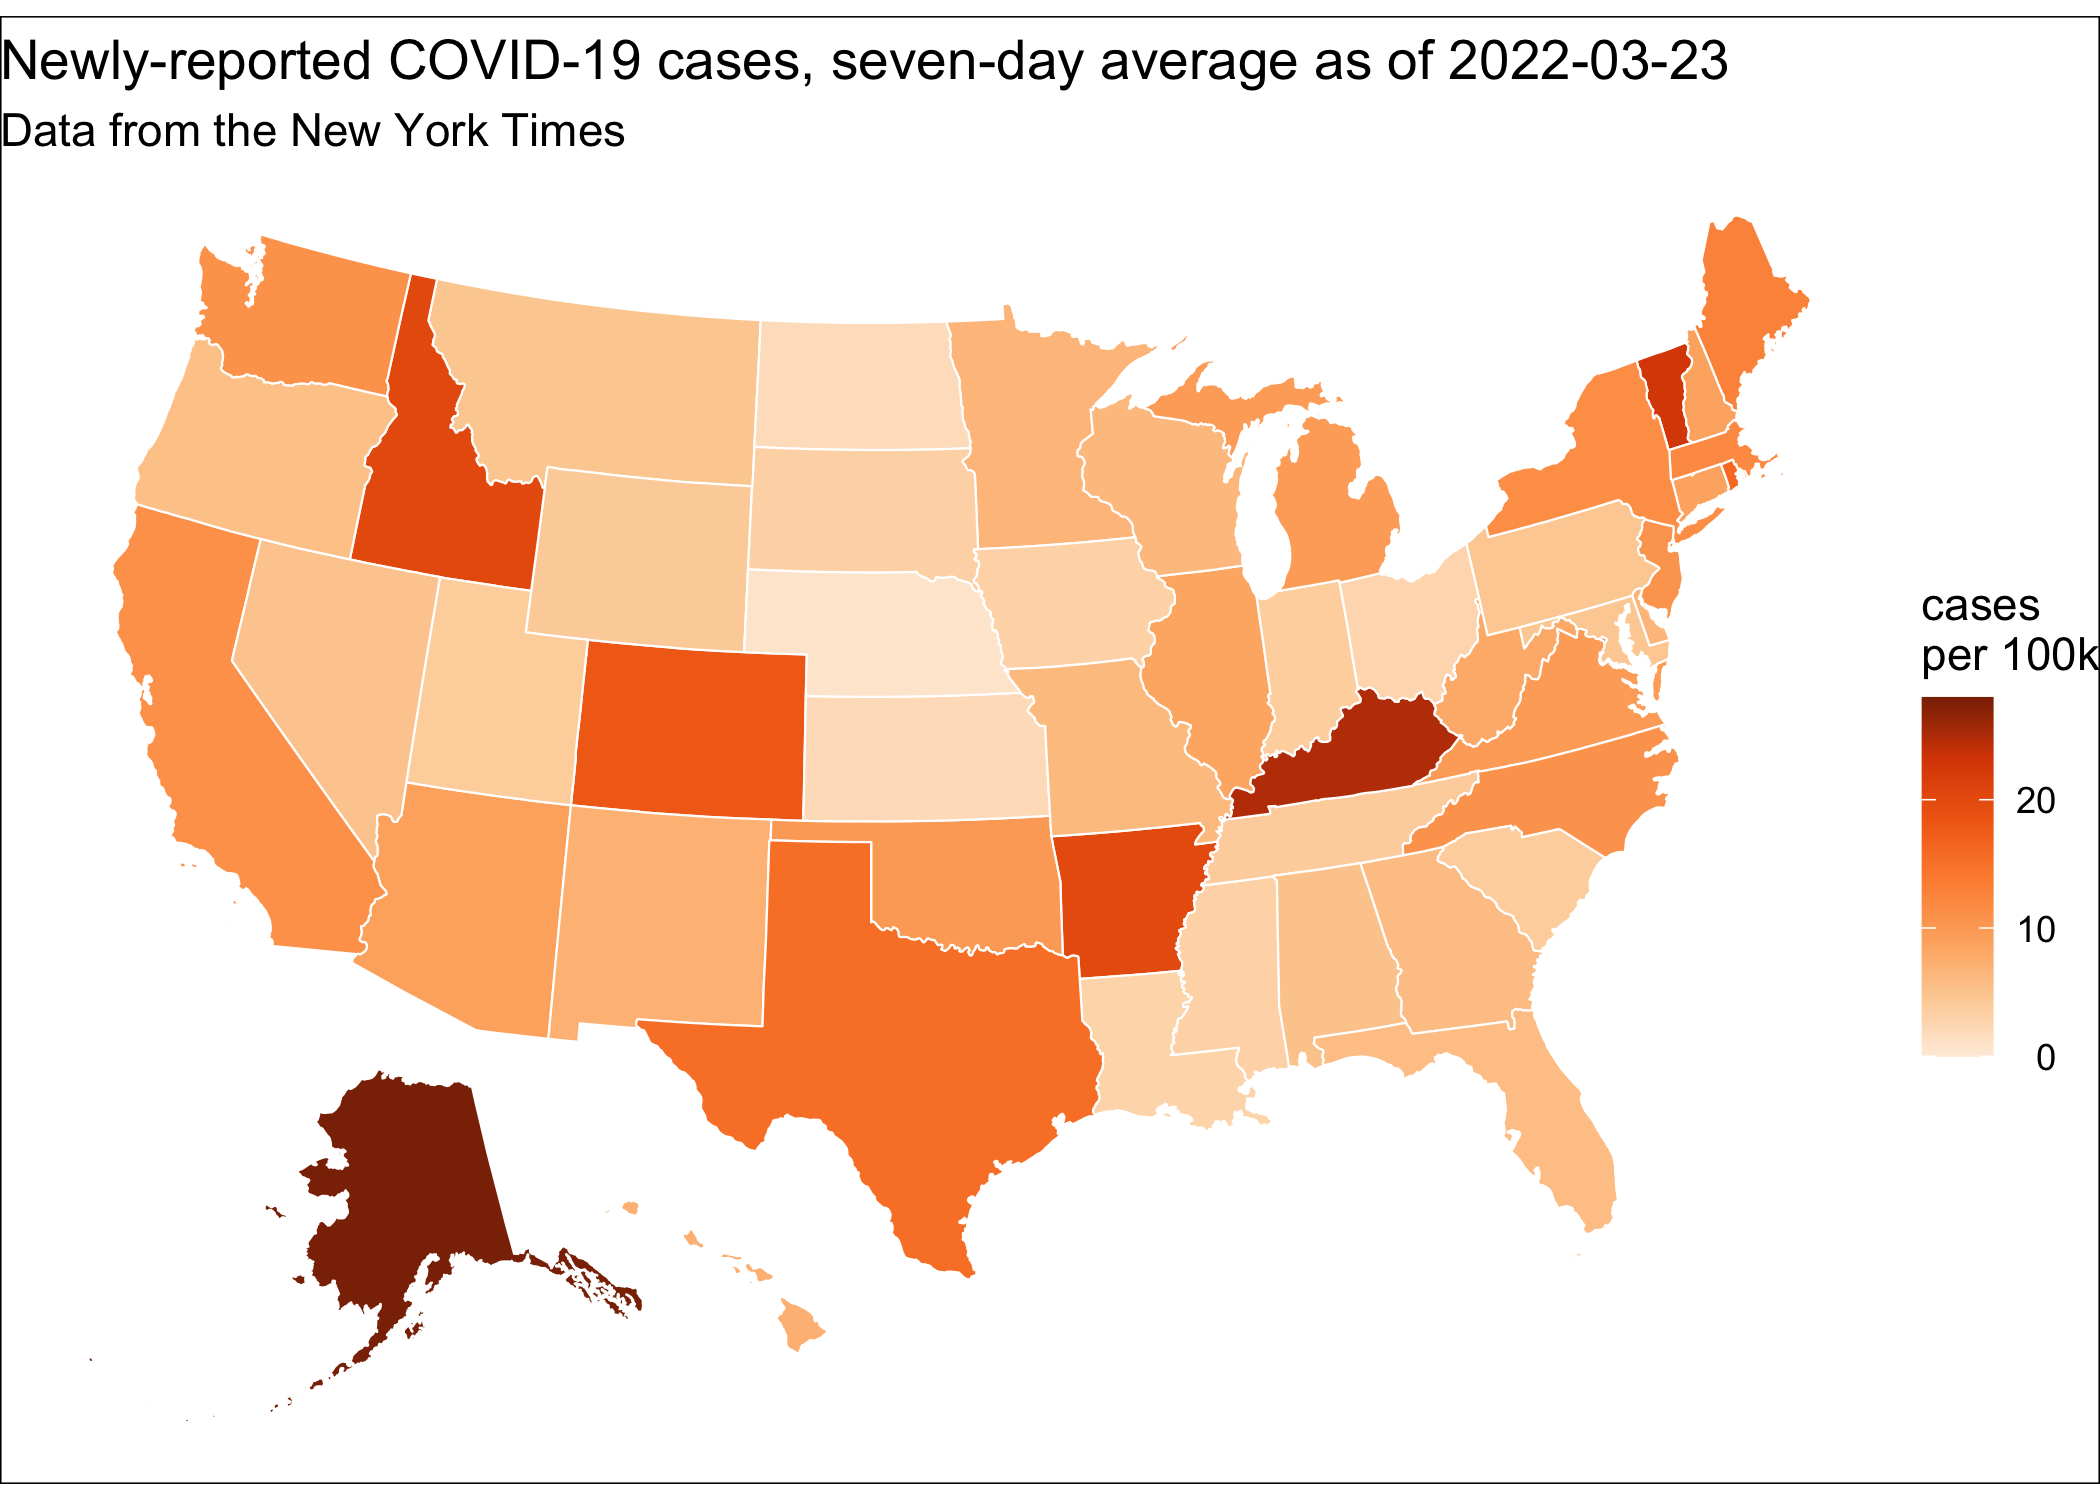 Newly-reported COVID-19 cases, seven-day average as of 2022-03-23
Data from the New York Times
cases
per 100k
20
10
0